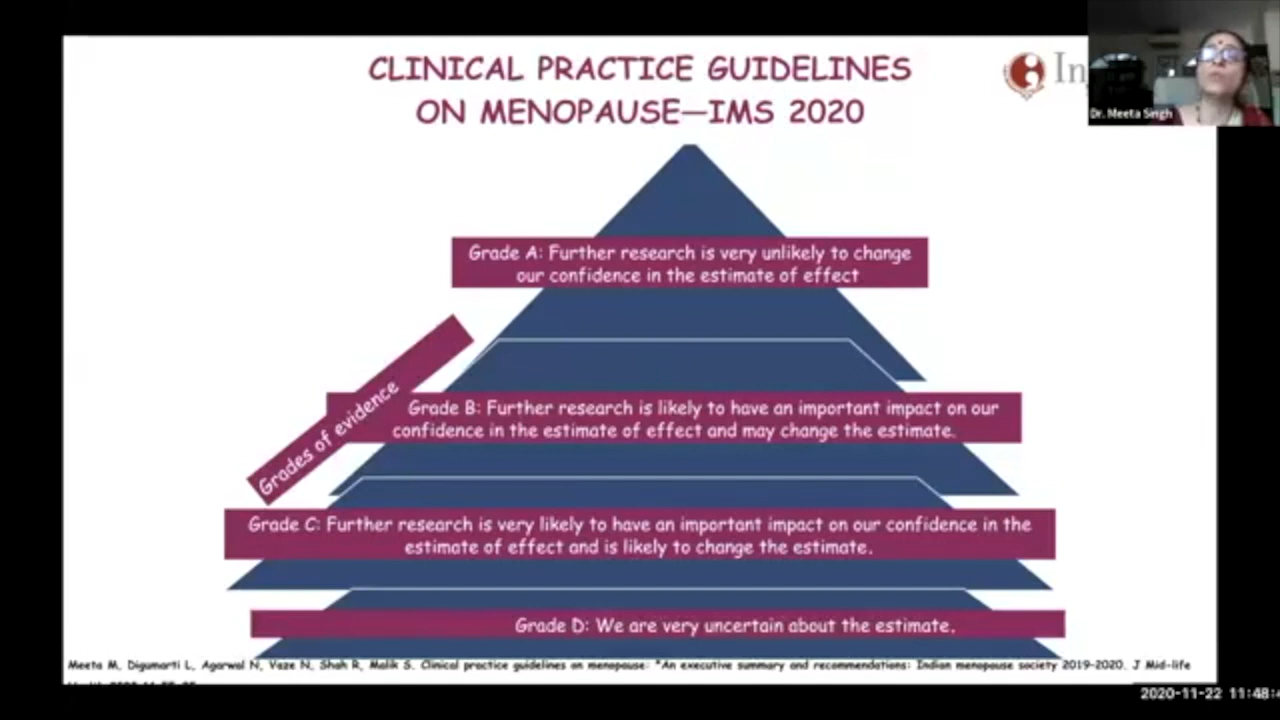 CLINICAL PRACTICE GUIDELINES
ON MENOPAUSE—IMS 2020
Dr. Meeta Singh
Grade A: Further research is very unlikely to change
our confidence in the estimate of effect
Grades of evidence
Grade B: Further research is likely to have an important impact on our
confidence in the estimate of effect and may change the estimate.
Grade C: Further research is very likely to have an important impact on our confidence in the
estimate of effect and is likely to change the estimate.
Grade D: We are very uncertain about the estimate.
Meeta M, Digumarti L, Agarwal N, Vaze N, Shah R, Malik S. Clinical practice guidelines on menopause: *An executive summary and recommendations: Indian menopause society 2019-2020. J Mid-life
2020-11-22 11:48:4